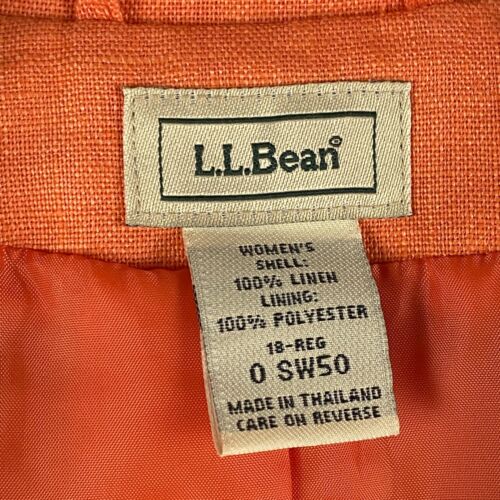 L.L.Bean®
WOMEN'S
SHELL:
100% LINEN
LINING:
100% POLYESTER
18-REG
0 SW50
MADE IN THAILAND
CARE ON REVERSE